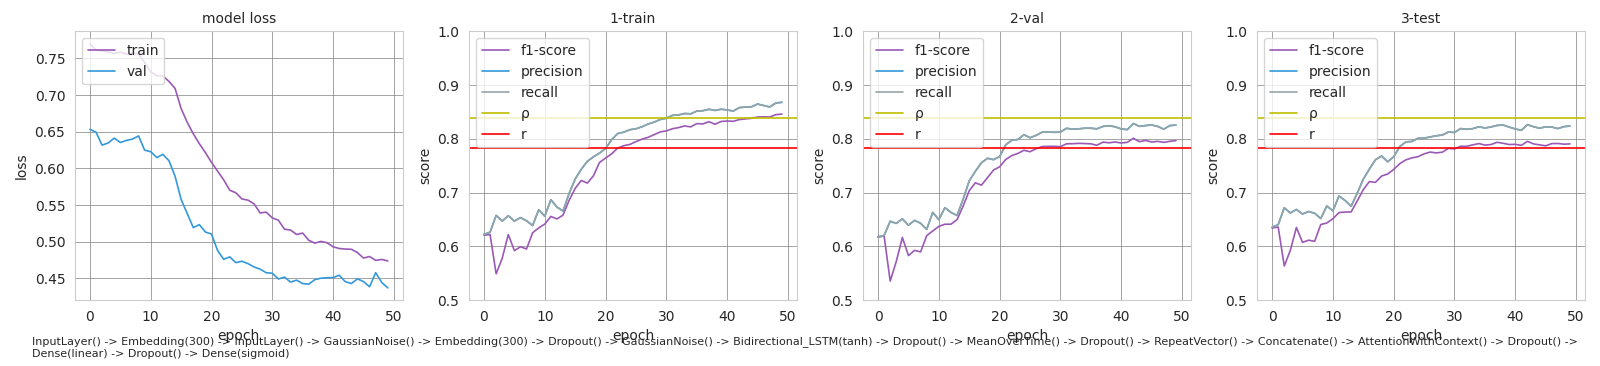 model loss
train
val
loss
0.75
0.70
0.65
0.60
0.55
0.50
0.45
0 10 20 30 40 50
epoch
1-train
f1-score
precision
recall
ρ
r
score
1.0
0.9
0.8
0.7
0.6
0.5
0 10 20 30 40 50
epoch
2-val
f1-score
precision
recall
ρ
r
score
1.0
0.9
0.8
0.7
0.6
0.5
0 10 20 30 40 50
epoch
3-test
f1-score
precision
recall
ρ
r
score
1.0
0.9
0.8
0.7
0.6
0.5
0 10 20 30 40 50
epoch
InputLayer() -> Embedding(300) -> InputLayer() -> GaussianNoise() -> Embedding(300) -> Dropout() -> GaussianNoise() -> Bidirectional_LSTM(tanh) -> Dropout() -> MeanOverTime() -> Dropout() -> RepeatVector() -> Concatenate() -> AttentionWithContext() -> Dropout() ->
Dense(linear) -> Dropout() -> Dense(sigmoid)